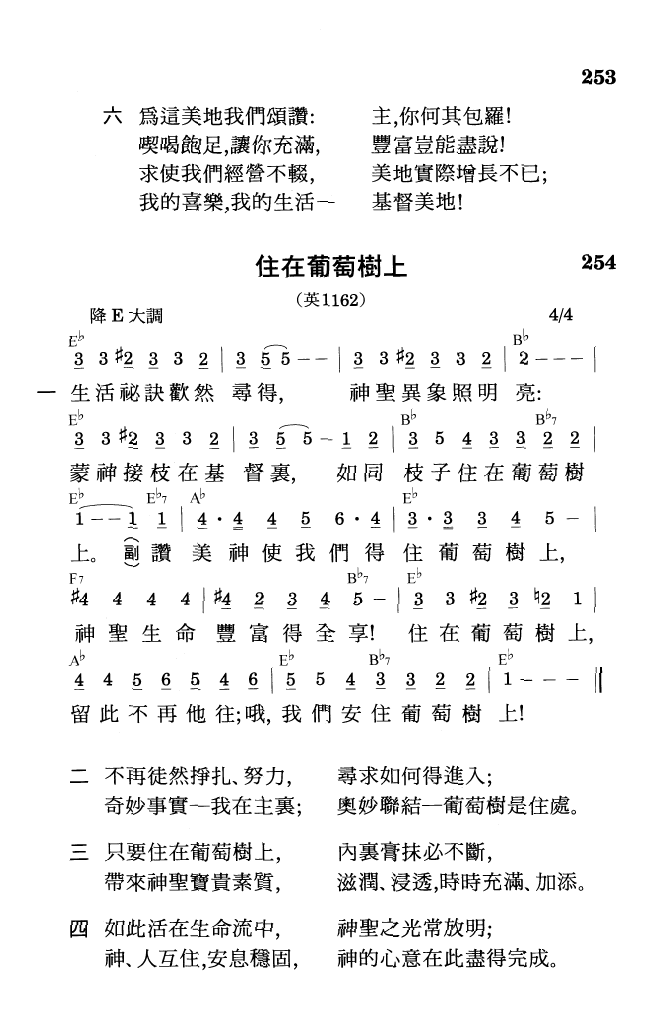 253
六 爲這美地我們頌讚: 主,你何其包羅!
喫喝飽足,讓你充滿, 豐富豈能盡說!
求使我們經營不輟, 美地實際增長不已;
我的喜樂,我的生活— 基督美地!
住在葡萄樹上 254
(英1162)
降 E 大調 4/4
E♭ B♭
3 3 #2 3 3 2 | 3 5 5 - - | 3 3 #2 3 3 2 | 2 - - - |
一 生活祕訣歡然 尋得, 神聖異象照明 亮:
E♭ B♭ B♭7
3 3 #2 3 3 2 | 3 5 5 - 1 2 | 3 5 4 3 3 2 2 |
蒙神接枝在基 督裏, 如同 枝子住在葡萄樹
E♭ E♭7 A♭ E♭
1 - - 1 1 | 4 · 4 4 5 6 · 4 | 3 · 3 3 4 5 - |
上。(副)讚 美神使我們得 住葡萄樹上,
F7 B♭7 E♭
#4 4 4 4 | #4 2 3 4 5 - | 3 3 #2 3 ♮2 1 |
神聖生命 豐富得全享! 住在葡萄樹上,
A♭ E♭ B♭7 E♭
4 4 5 6 5 4 6 | 5 5 4 3 3 2 2 | 1 - - - ‖
留此不再他往;哦, 我們安住葡萄樹 上!
二 不再徒然掙扎、努力, 尋求如何得進入;
奇妙事實—我在主裏; 奧妙聯結—葡萄樹是住處。
三 只要住在葡萄樹上, 內裏膏抹必不斷,
帶來神聖寶貴素質, 滋潤、浸透,時時充滿、加添。
四 如此活在生命流中, 神聖之光常放明;
神、人互住,安息穩固, 神的心意在此盡得完成。